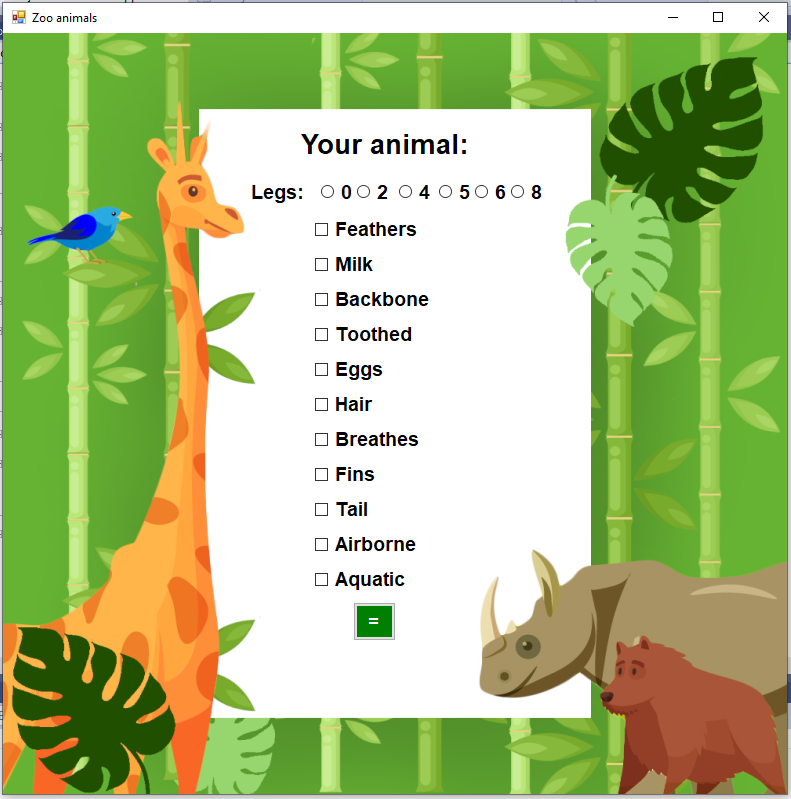 Zoo animals
Your animal:
Legs: 0 2 4 5 6 8
Feathers
Milk
Backbone
Toothed
Eggs
Hair
Breathes
Fins
Tail
Airborne
Aquatic
=